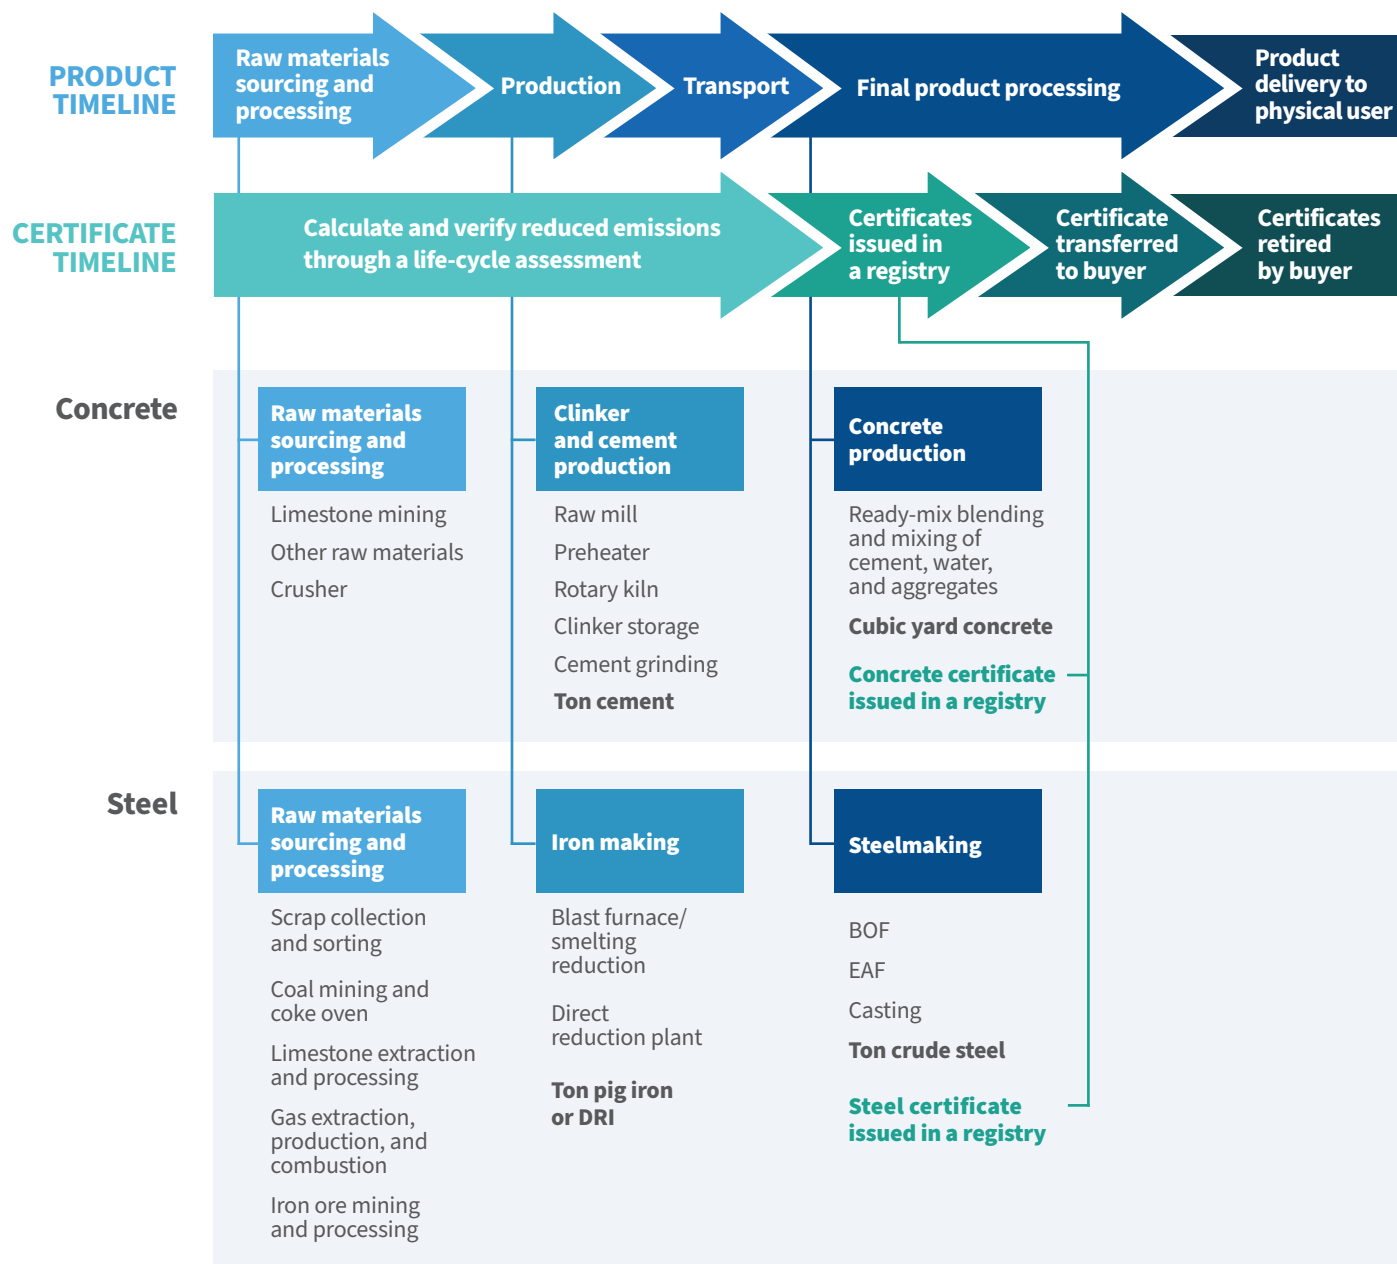 PRODUCT
TIMELINE
Raw materials
sourcing and
processing
Production
Transport
Final product processing
Product
delivery to
physical user
CERTIFICATE
TIMELINE
Calculate and verify reduced emissions
through a life-cycle assessment
Certificates
issued in
a registry
Certificate
transferred
to buyer
Certificates
retired
by buyer
Concrete
Raw materials
sourcing and
processing
Limestone mining
Other raw materials
Crusher
Clinker
and cement
production
Raw mill
Preheater
Rotary kiln
Clinker storage
Cement grinding
Ton cement
Concrete
production
Ready-mix blending
and mixing of
cement, water,
and aggregates
Cubic yard concrete
Concrete certificate
issued in a registry
Steel
Raw materials
sourcing and
processing
Scrap collection
and sorting
Coal mining and
coke oven
Limestone extraction
and processing
Gas extraction,
production, and
combustion
Iron ore mining
and processing
Iron making
Blast furnace/
smelting
reduction
Direct
reduction plant
Ton pig iron
or DRI
Steelmaking
BOF
EAF
Casting
Ton crude steel
Steel certificate
issued in a registry